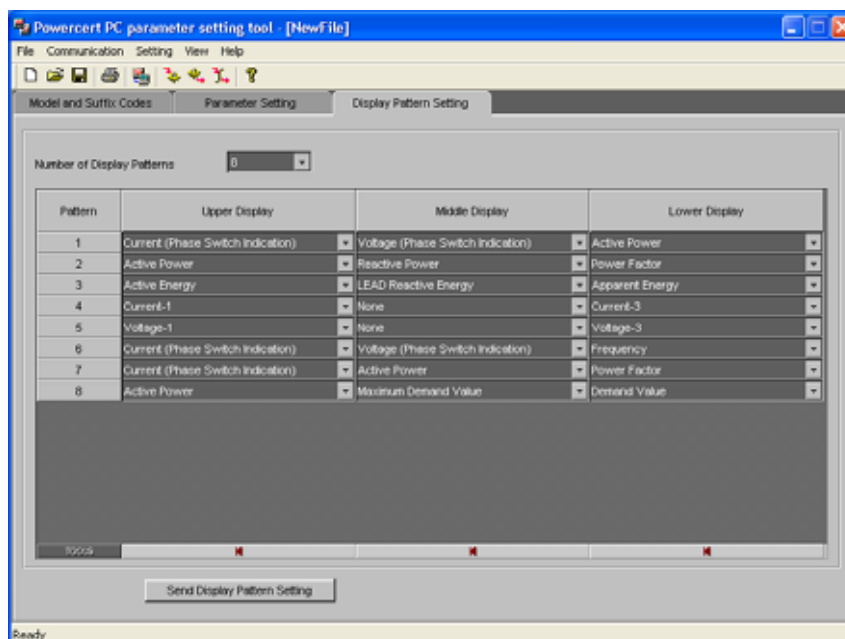 Powercert PC parameter setting tool - [NewFile]
File Communication Setting View Help
Model and Suffix Codes Parameter Setting Display Pattern Setting
Number of Display Patterns 8
Pattern Upper Display Middle Display Lower Display
1 Current (Phase Switch Indication) Voltage (Phase Switch Indication) Active Power
2 Active Power Reactive Power Power Factor
3 Active Energy LEAD Reactive Energy Apparent Energy
4 Current-1 None Current-3
5 Voltage-1 None Voltage-3
6 Current (Phase Switch Indication) Voltage (Phase Switch Indication) Frequency
7 Current (Phase Switch Indication) Active Power Power Factor
8 Active Power Maximum Demand Value Demand Value
Send Display Pattern Setting
Ready